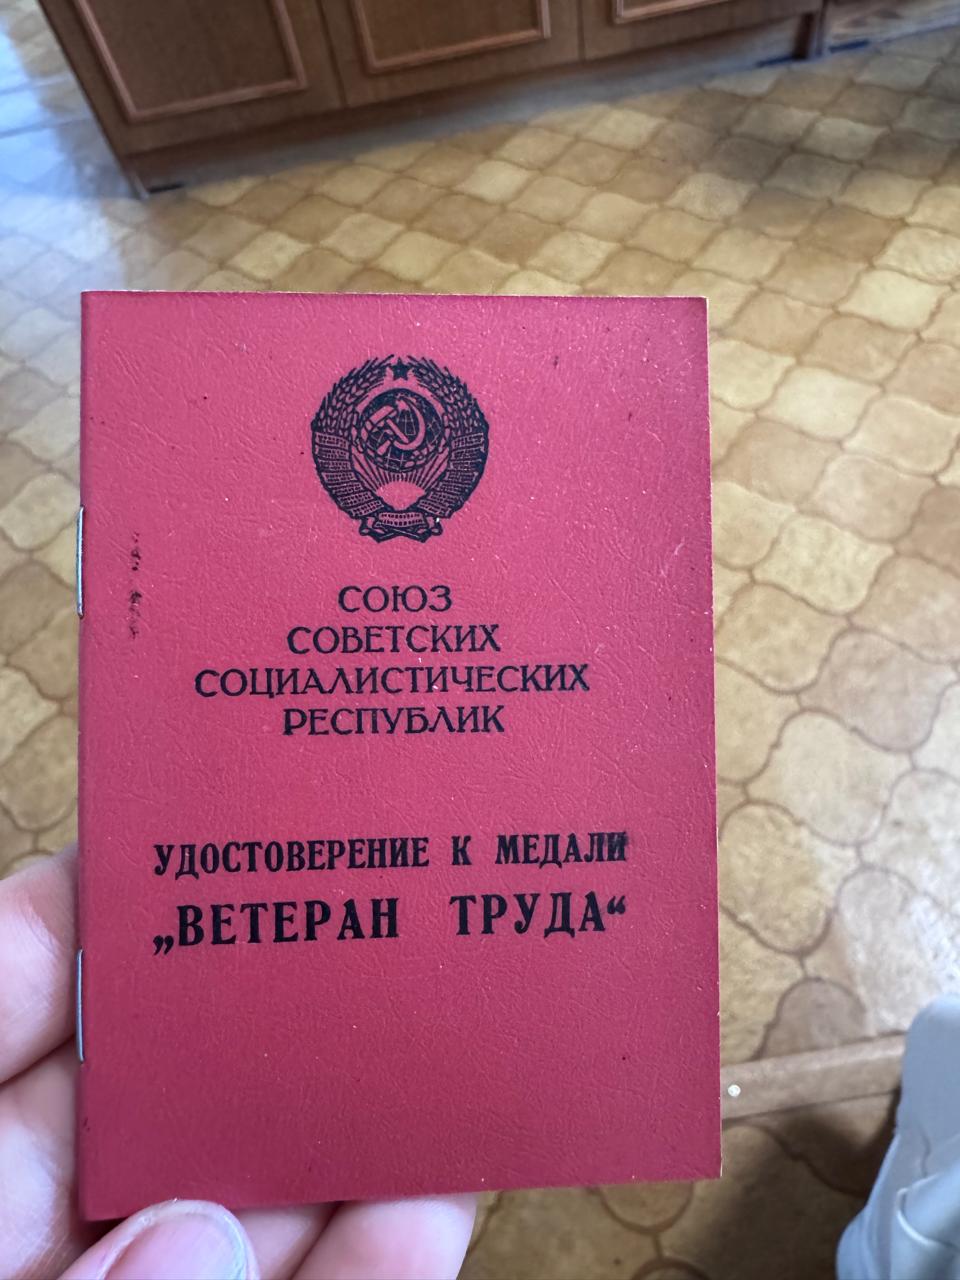 СОЮЗ
СОВЕТСКИХ
СОЦИАЛИСТИЧЕСКИХ
РЕСПУБЛИК
УДОСТОВЕРЕНИЕ К МЕДАЛИ
„ВЕТЕРАН ТРУДА“